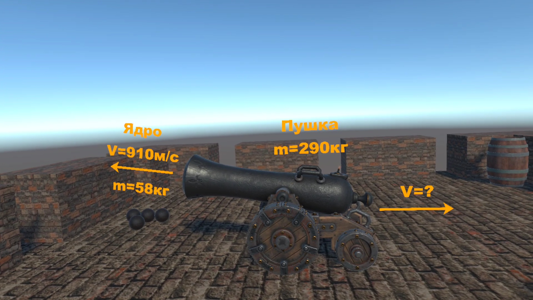 Ядро
V=910м/с
m=58кг
Пушка
m=290кг
V=?